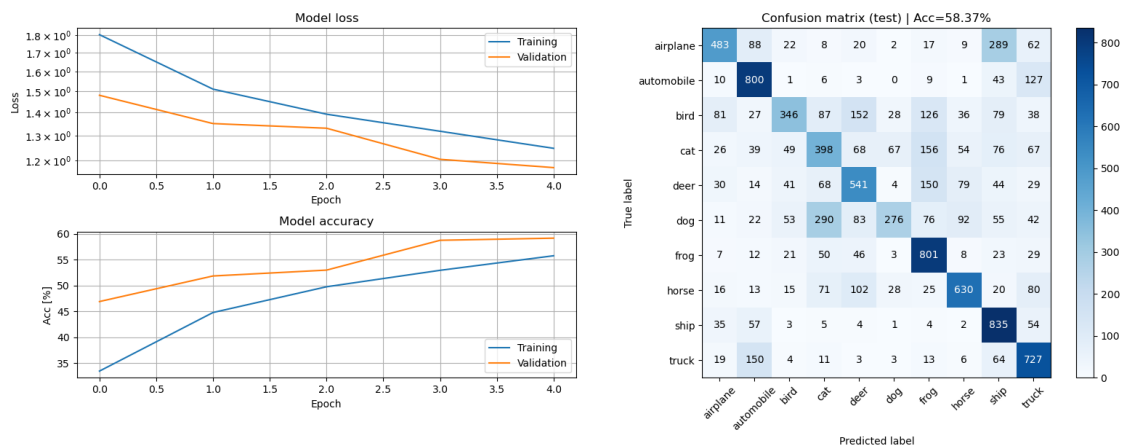 Model loss
1.8 × 10⁰
1.7 × 10⁰
1.6 × 10⁰
1.5 × 10⁰
1.4 × 10⁰
1.3 × 10⁰
1.2 × 10⁰
Loss
Training
Validation
0.0 0.5 1.0 1.5 2.0 2.5 3.0 3.5 4.0
Epoch
Model accuracy
60
55
50
45
40
35
Acc [%]
Training
Validation
0.0 0.5 1.0 1.5 2.0 2.5 3.0 3.5 4.0
Epoch
Confusion matrix (test) | Acc=58.37%
True label
airplane 483 88 22 8 20 2 17 9 289 62
automobile 10 800 1 6 3 0 9 1 43 127
bird 81 27 346 87 152 28 126 36 79 38
cat 26 39 49 398 68 67 156 54 76 67
deer 30 14 41 68 541 4 150 79 44 29
dog 11 22 53 290 83 276 76 92 55 42
frog 7 12 21 50 46 3 801 8 23 29
horse 16 13 15 71 102 28 25 630 20 80
ship 35 57 3 5 4 1 4 2 835 54
truck 19 150 4 11 3 3 13 6 64 727
airplane automobile bird cat deer dog frog horse ship truck
Predicted label
800
700
600
500
400
300
200
100
0